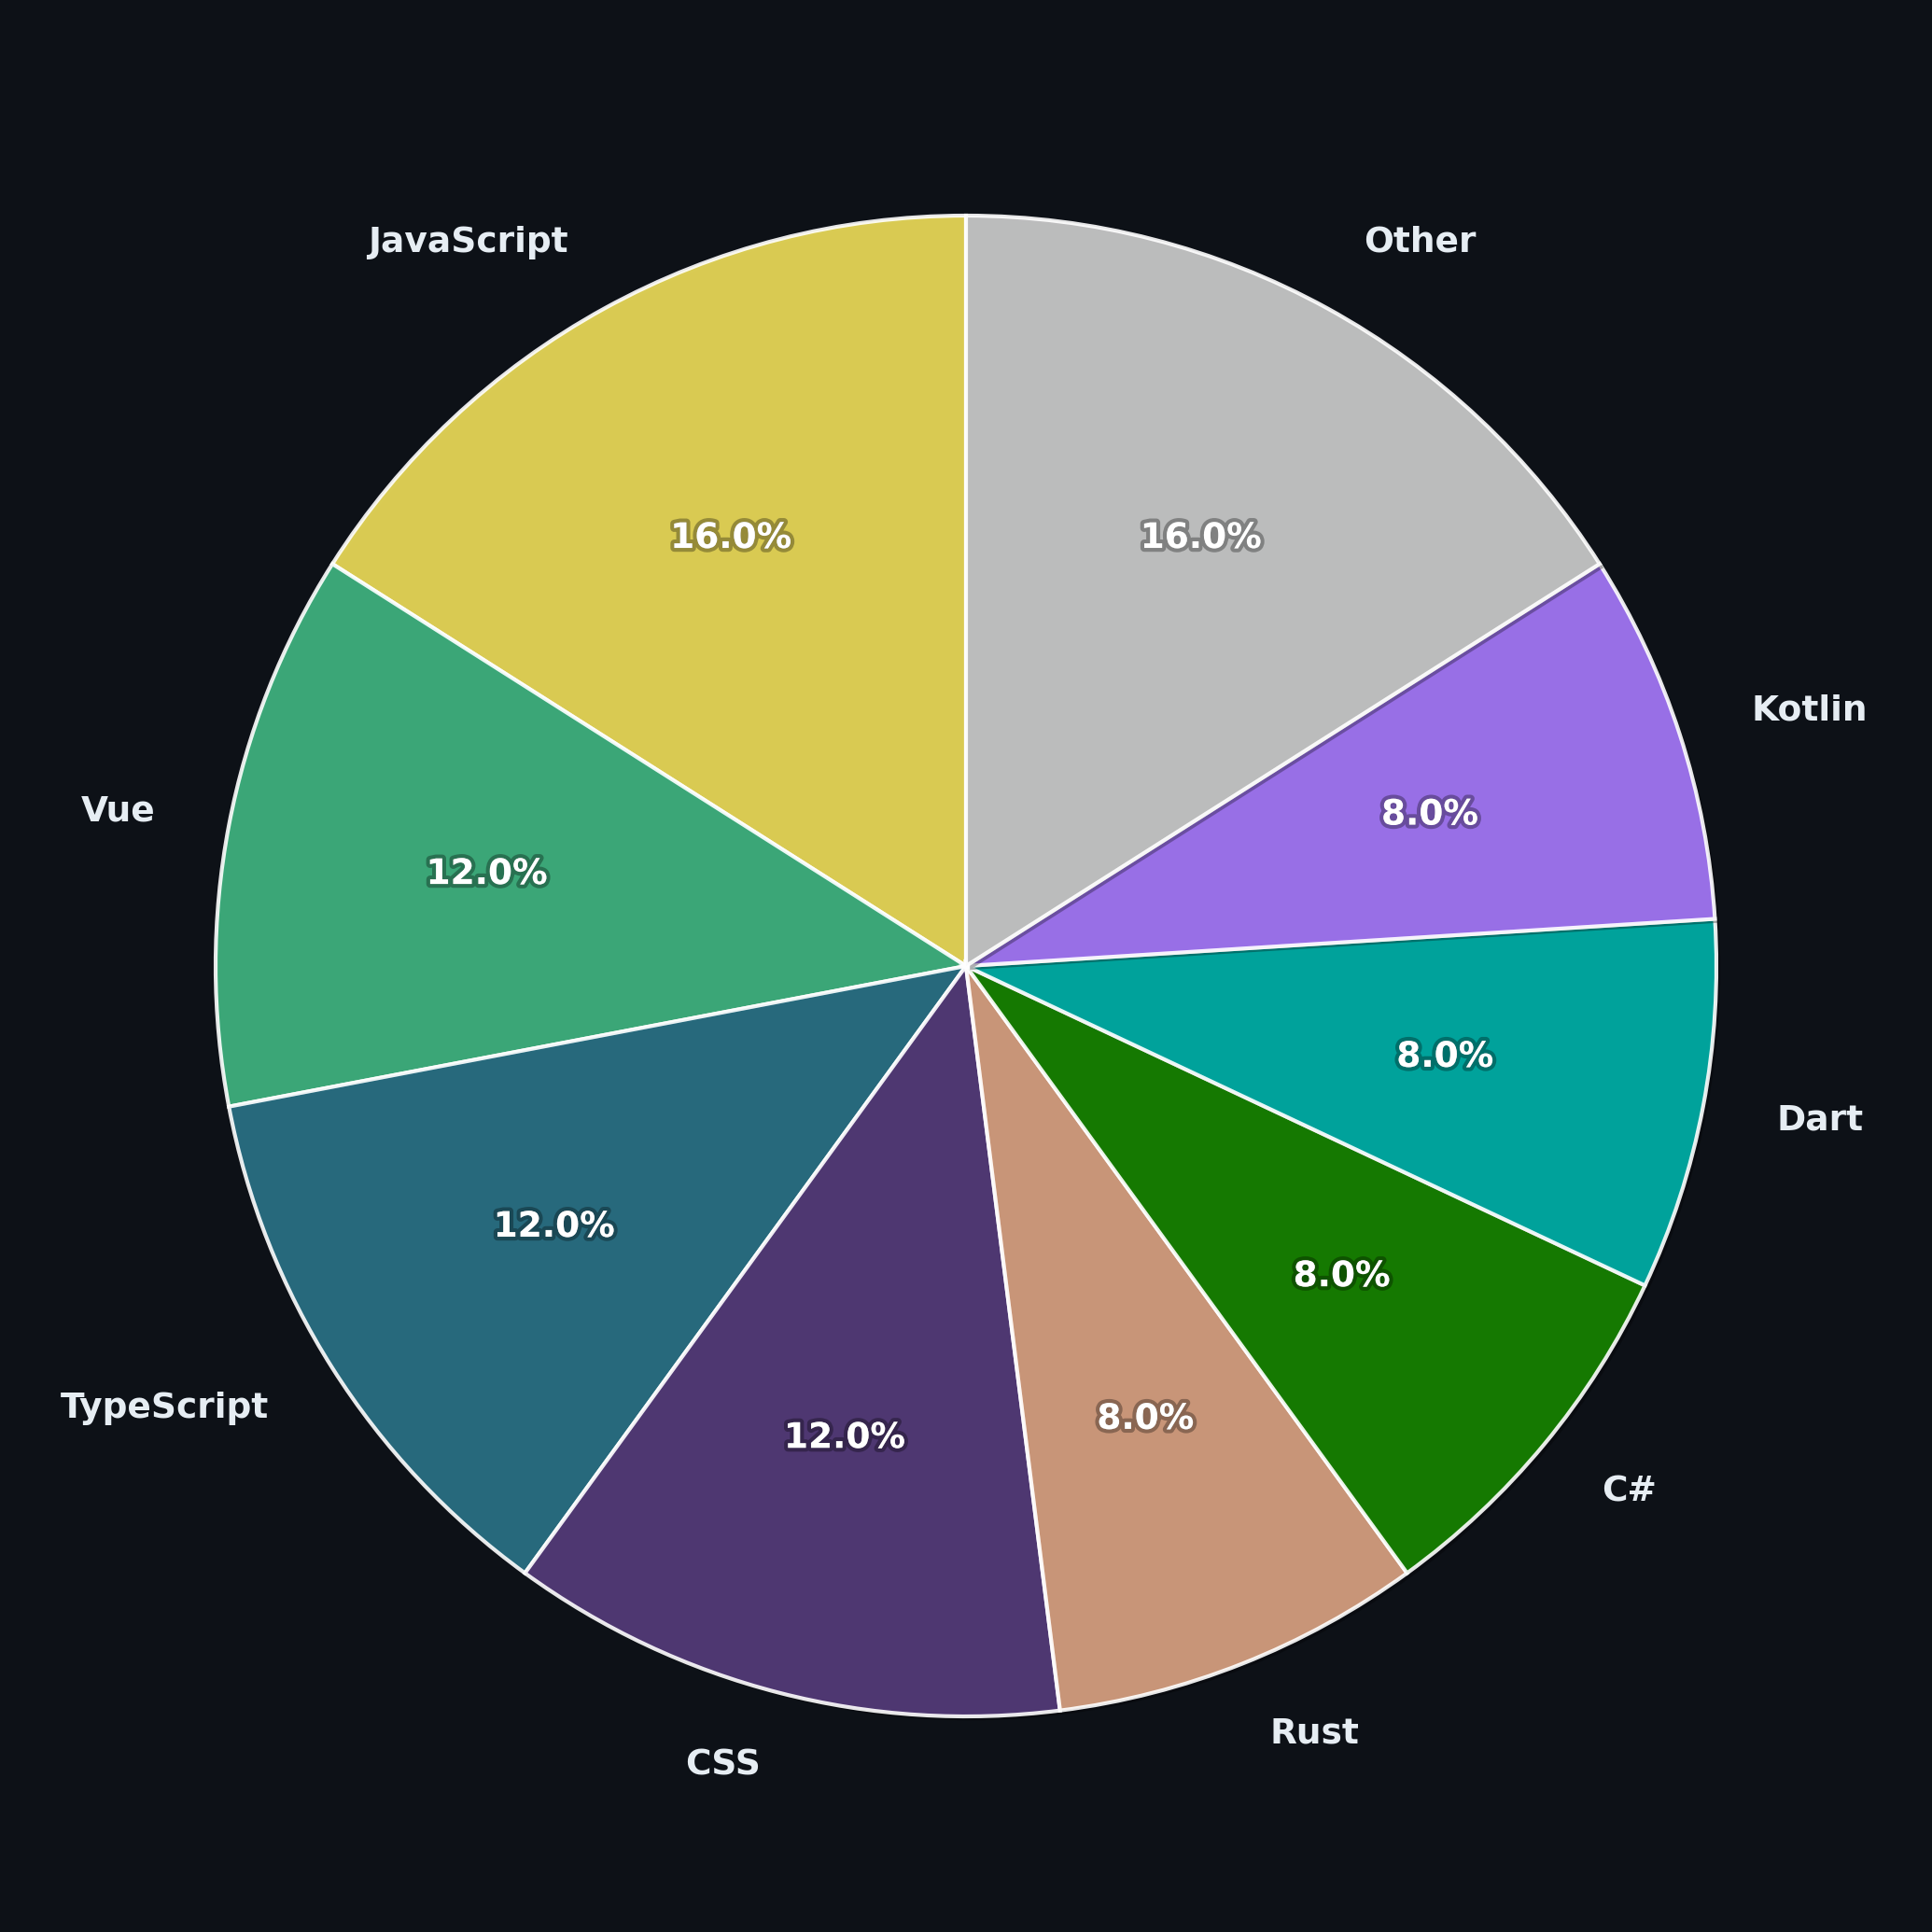 JavaScript
Other
16.0%
16.0%
Kotlin
Vue
8.0%
12.0%
8.0%
Dart
12.0%
8.0%
TypeScript
8.0%
12.0%
C#
Rust
CSS